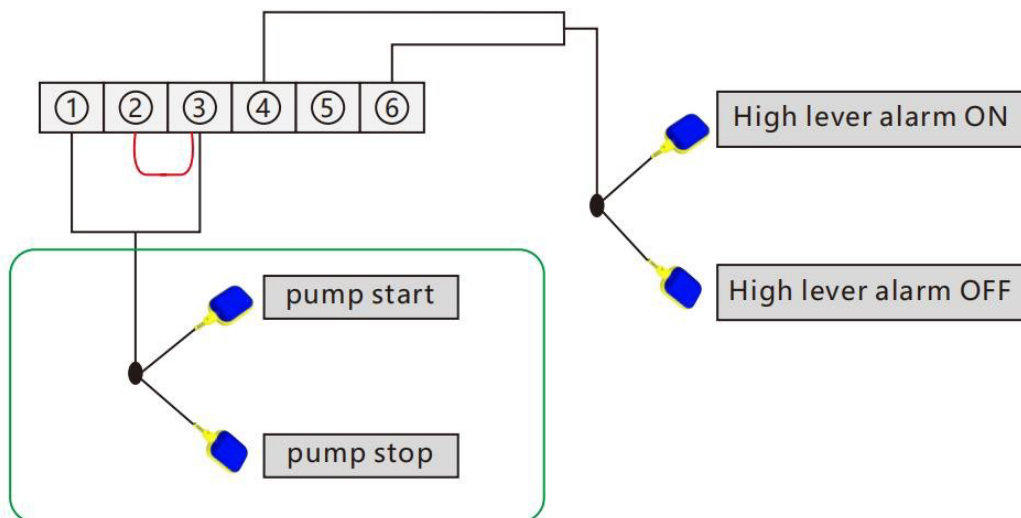 ① ② ③ ④ ⑤ ⑥
High lever alarm ON
High lever alarm OFF
pump start
pump stop